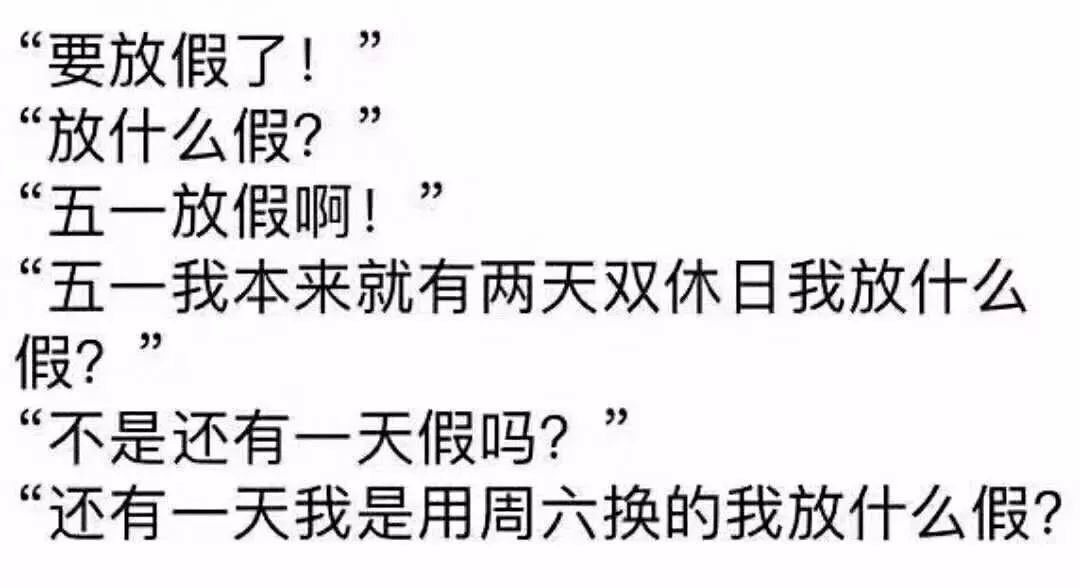 “要放假了！”
“放什么假？”
“五一放假啊！”
“五一我本来就有两天双休日我放什么
假？”
“不是还有一天假吗？”
“还有一天我是用周六换的我放什么假？